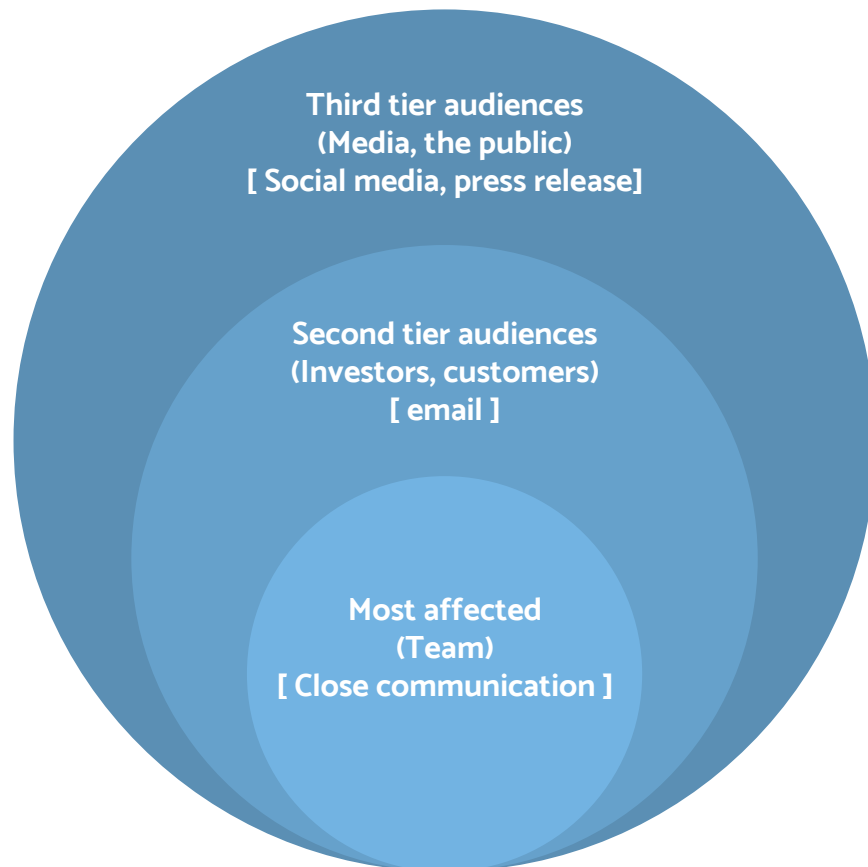 Third tier audiences
(Media, the public)
[ Social media, press release]
Second tier audiences
(Investors, customers)
[ email ]
Most affected
(Team)
[ Close communication ]